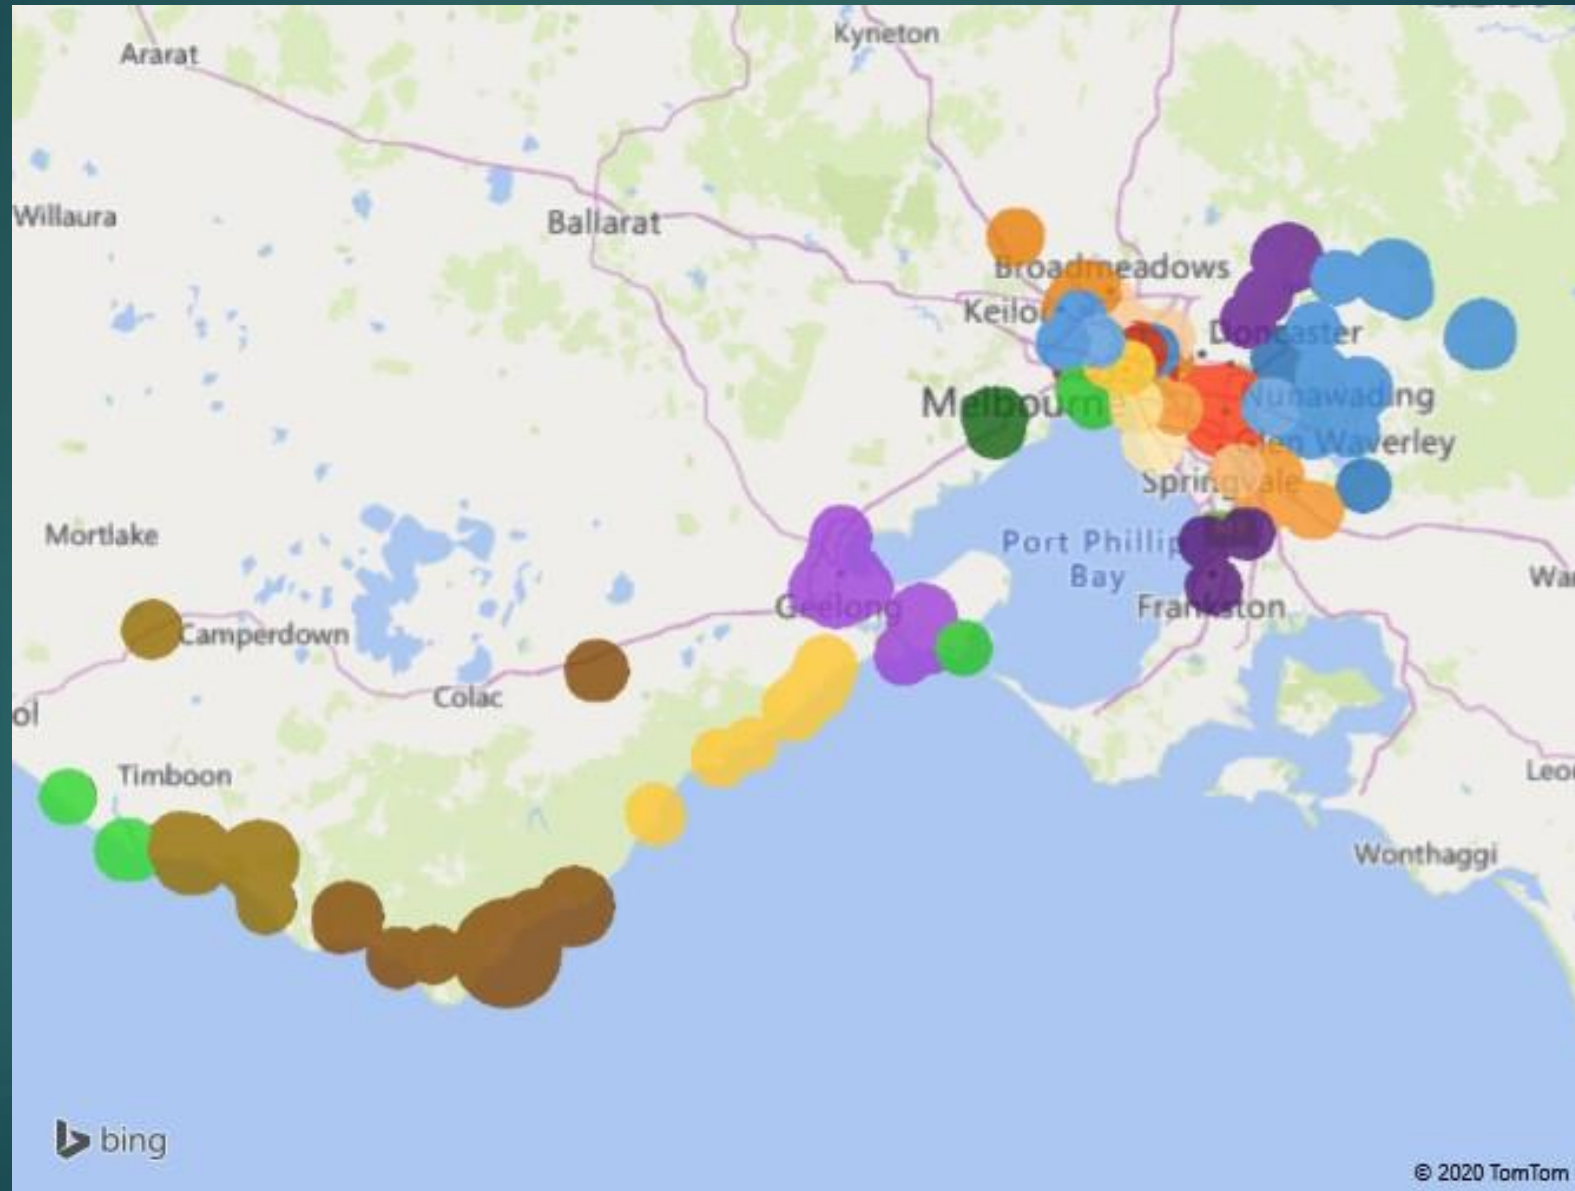 Kyneton
Ararat
Willaura
Ballarat
Broadmeadows
Keilor
Doncaster
Melbourne
Nunawading
Glen Waverley
Springvale
Mortlake
Port Phillip
Bay
Geelong
Frankston
Camperdown
Colac
ol
Timboon
Wonthaggi
bing
© 2020 TomTom